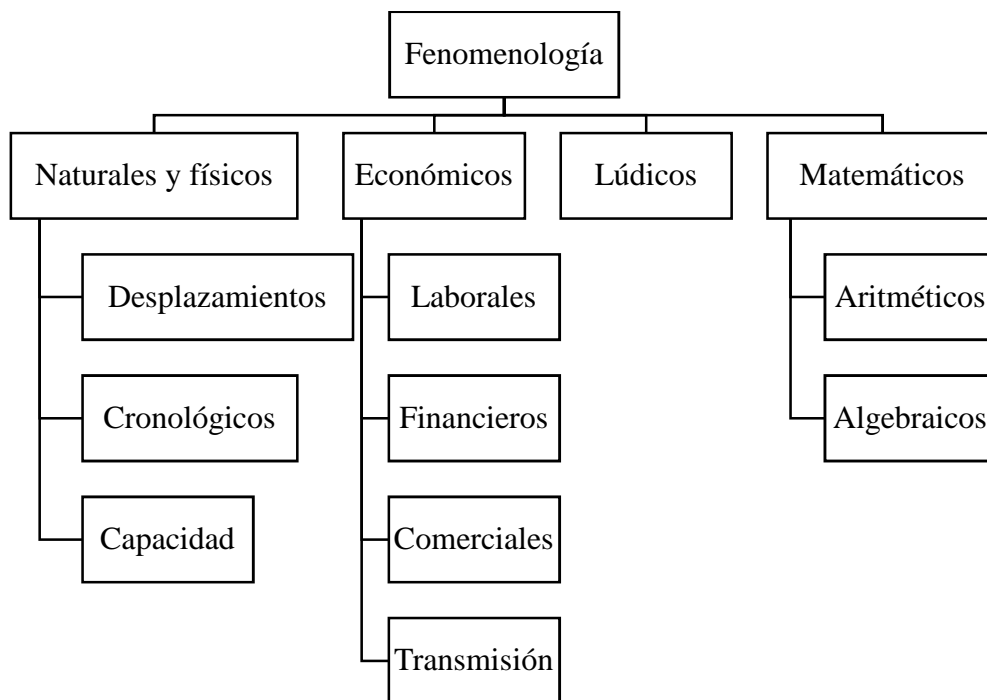 Fenomenología
Naturales y físicos
Económicos
Lúdicos
Matemáticos
Desplazamientos
Laborales
Aritméticos
Cronológicos
Financieros
Algebraicos
Capacidad
Comerciales
Transmisión